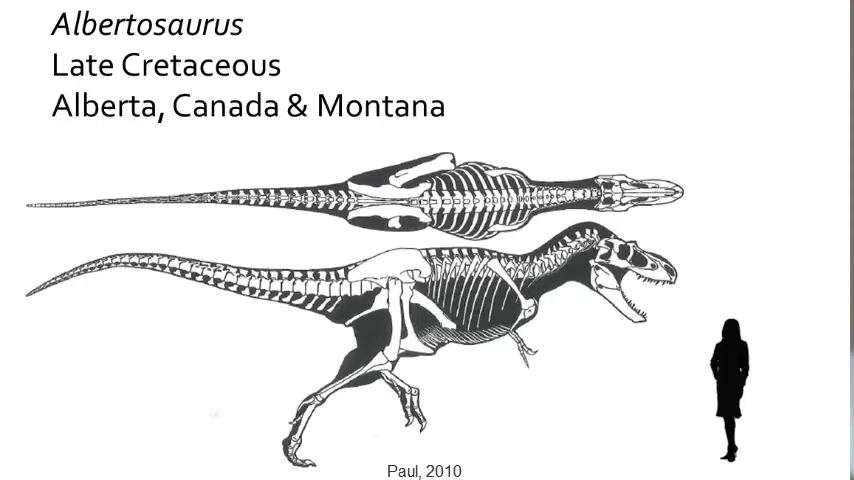 Albertosaurus
Late Cretaceous
Alberta, Canada & Montana
Paul, 2010